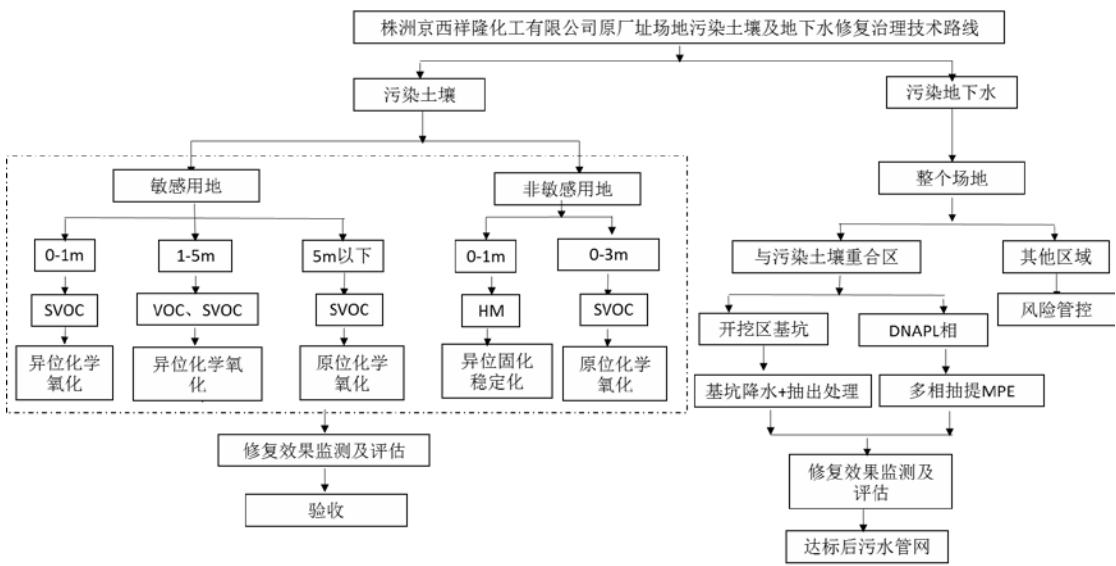 株洲京西祥隆化工有限公司原厂址场地污染土壤及地下水修复治理技术路线
污染土壤
污染地下水
敏感用地
非敏感用地
整个场地
0-1m
1-5m
5m以下
0-1m
0-3m
与污染土壤重合区
其他区域
SVOC
VOC、SVOC
SVOC
HM
SVOC
开挖区基坑
DNAPL相
风险管控
异位化学
氧化
异位化学氧
化
原位化学
氧化
异位固化
稳定化
原位化学
氧化
基坑降水+抽出处理
多相抽提MPE
修复效果监测及评估
验收
修复效果监测及
评估
达标后污水管网